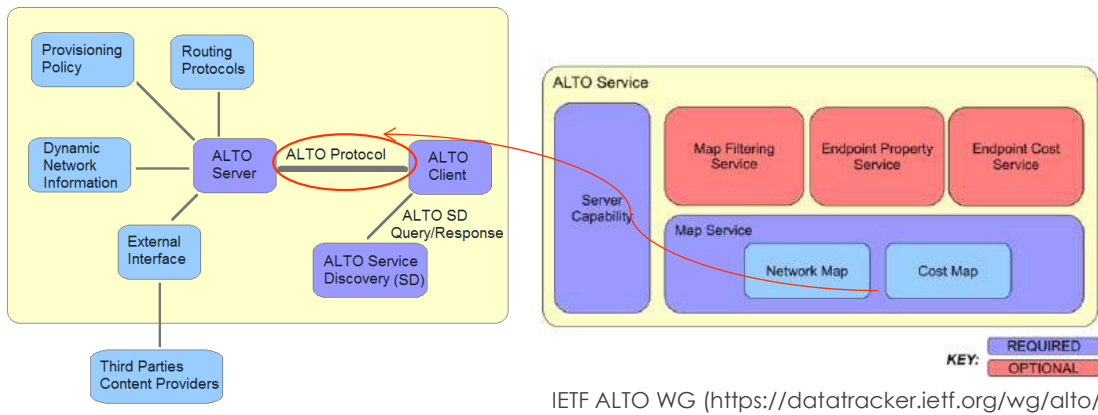 Provisioning
Policy
Routing
Protocols
Dynamic
Network
Information
ALTO
Server
ALTO Protocol
ALTO
Client
ALTO SD
Query/Response
External
Interface
ALTO Service
Discovery (SD)
Third Parties
Content Providers
ALTO Service
Server
Capability
Map Filtering
Service
Endpoint Property
Service
Endpoint Cost
Service
Map Service
Network Map
Cost Map
KEY:
REQUIRED
OPTIONAL
IETF ALTO WG (https://datatracker.ietf.org/wg/alto/